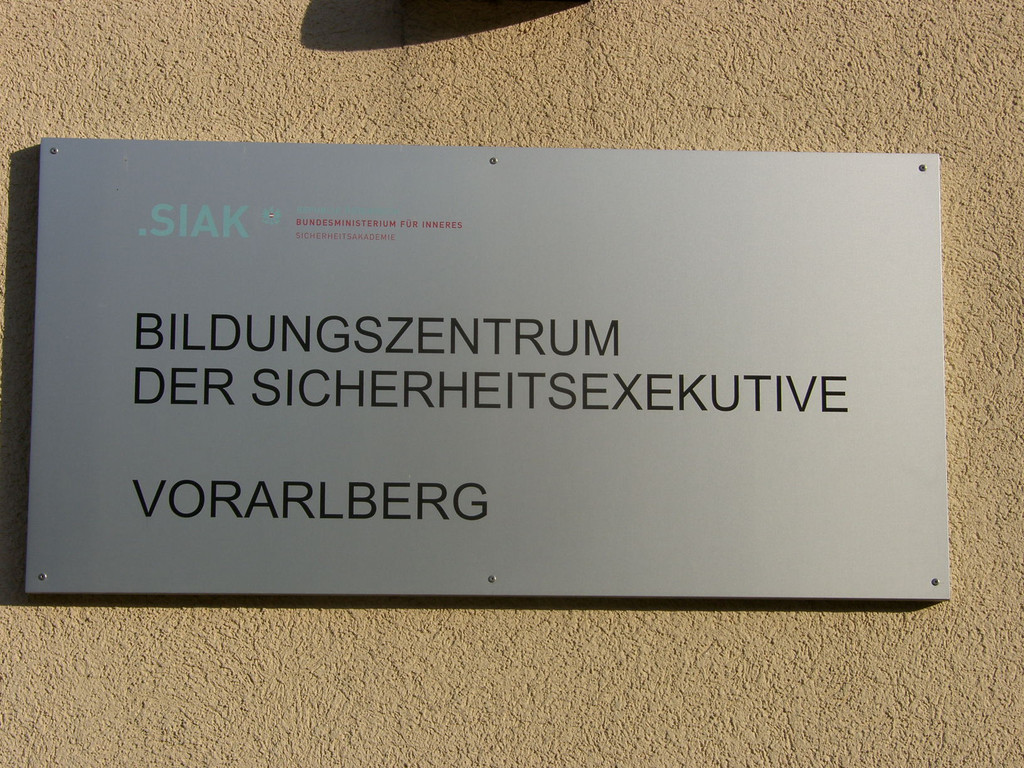 .SIAK
BUNDESMINISTERIUM FÜR INNERES
SICHERHEITSAKADEMIE
BILDUNGSZENTRUM
DER SICHERHEITSEXEKUTIVE
VORARLBERG